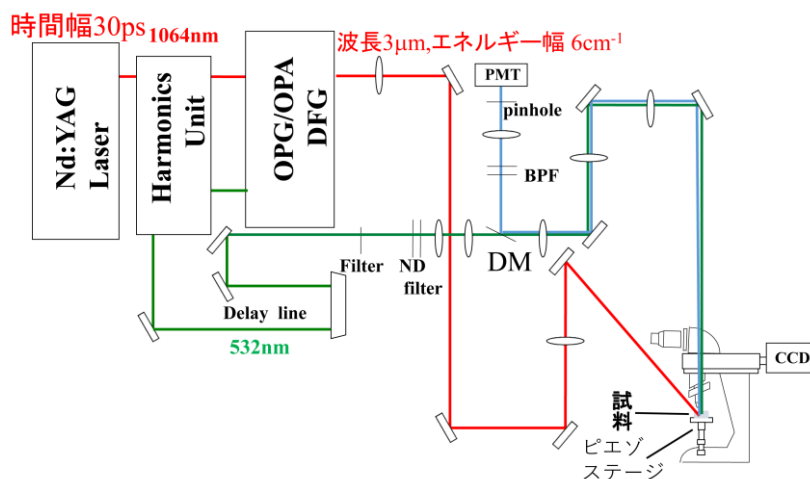 時間幅30ps
1064nm
波長3μm,エネルギー幅 6cm⁻¹
Nd:YAG
Laser
Harmonics
Unit
OPG/OPA
DFG
PMT
pinhole
BPF
DM
Filter
ND
filter
Delay line
532nm
CCD
試料
ピエゾ
ステージ